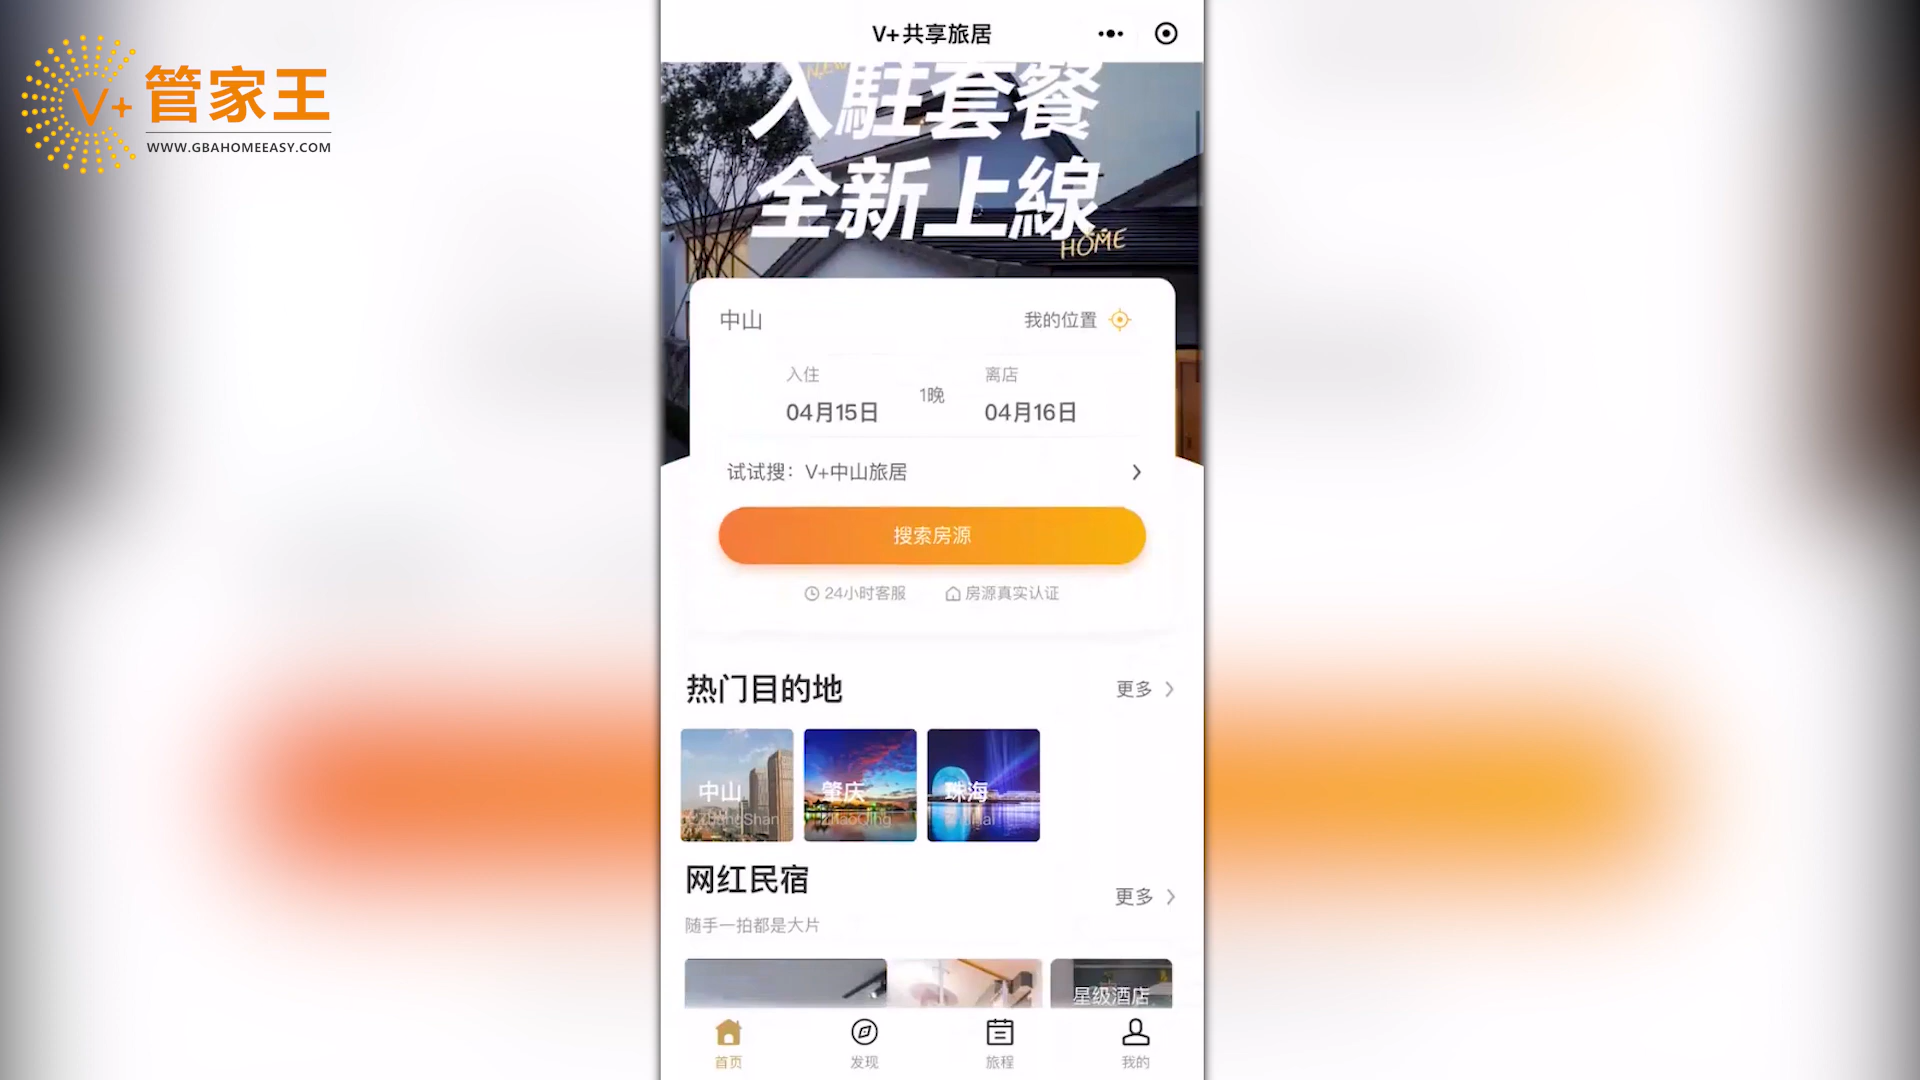 V+ 管家王
WWW.GBAHOMEEASY.COM
V+共享旅居
入駐套餐
全新上線
HOME
中山
我的位置
入住
离店
1晚
04月15日
04月16日
试试搜：V+中山旅居
搜索房源
24小时客服
房源真实认证
热门目的地
更多
中山
肇庆
珠海
ZhongShan
ZhaoQing
网红民宿
更多
随手一拍都是大片
星级酒店
首页
发现
旅程
我的